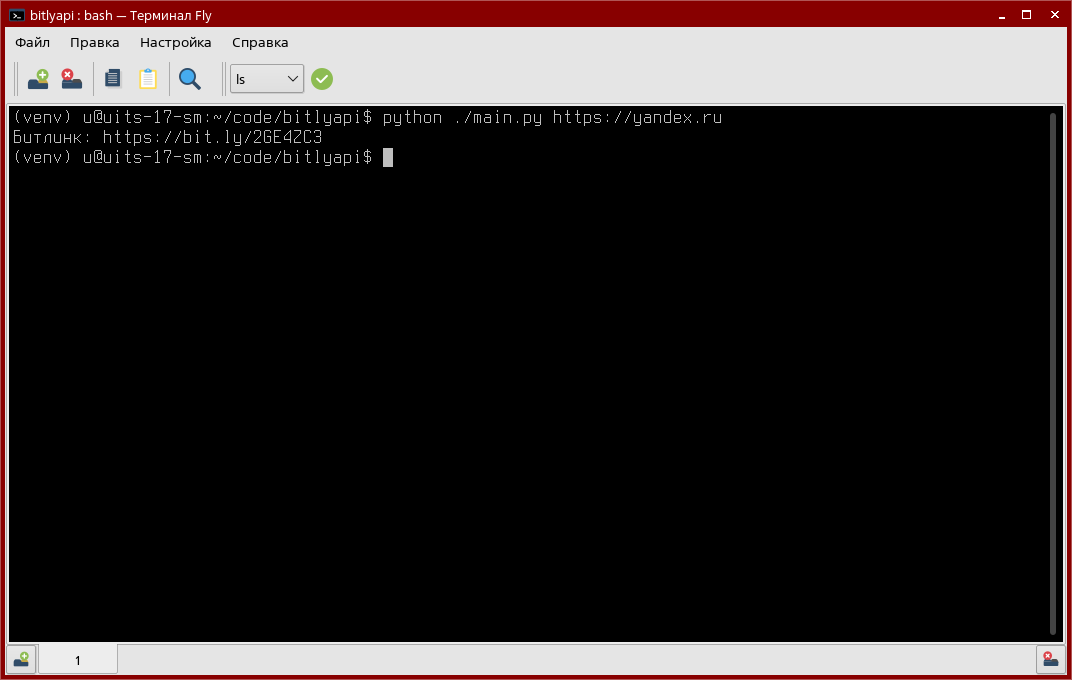 bitlyapi : bash — Терминал Fly
Файл Правка Настройка Справка
ls
(venv) u@uits-17-sm:~/code/bitlyapi$ python ./main.py https://yandex.ru
Битлинк: https://bit.ly/2GE4ZC3
(venv) u@uits-17-sm:~/code/bitlyapi$
1